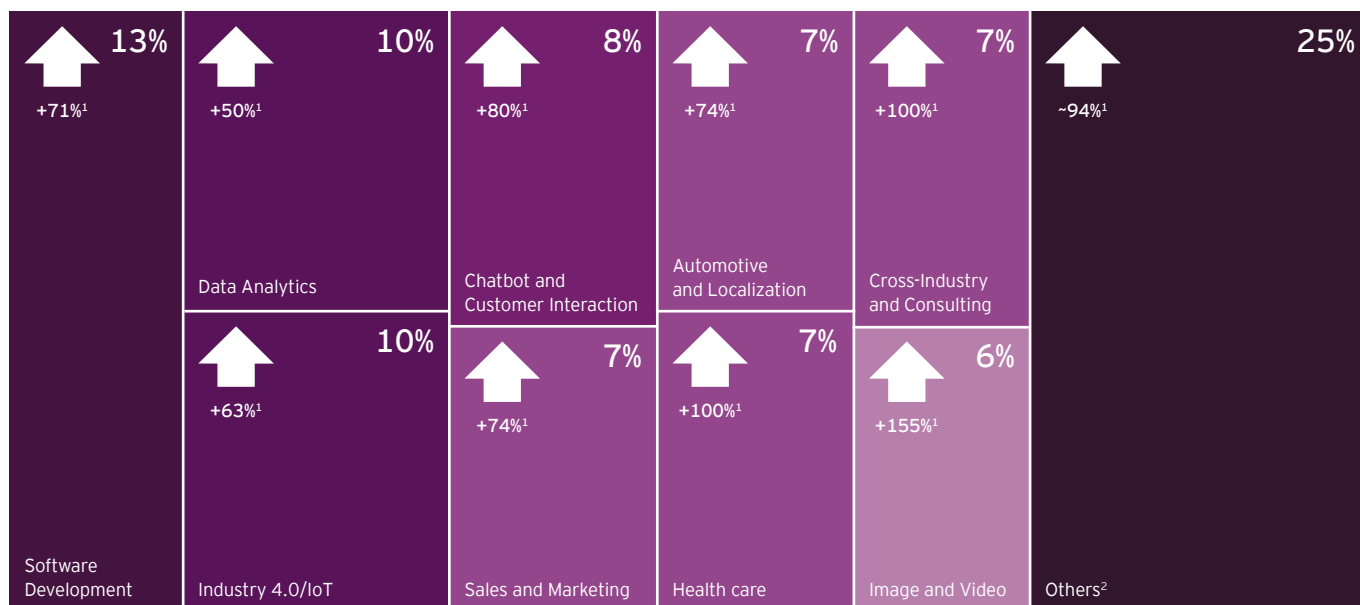 13%
+71%¹
Software
Development
10%
+50%¹
Data Analytics
10%
+63%¹
Industry 4.0/IoT
8%
+80%¹
Chatbot and
Customer Interaction
7%
+74%¹
Sales and Marketing
7%
+74%¹
Automotive
and Localization
7%
+100%¹
Health care
7%
+100%¹
Cross-Industry
and Consulting
6%
+155%¹
Image and Video
25%
~94%¹
Others²